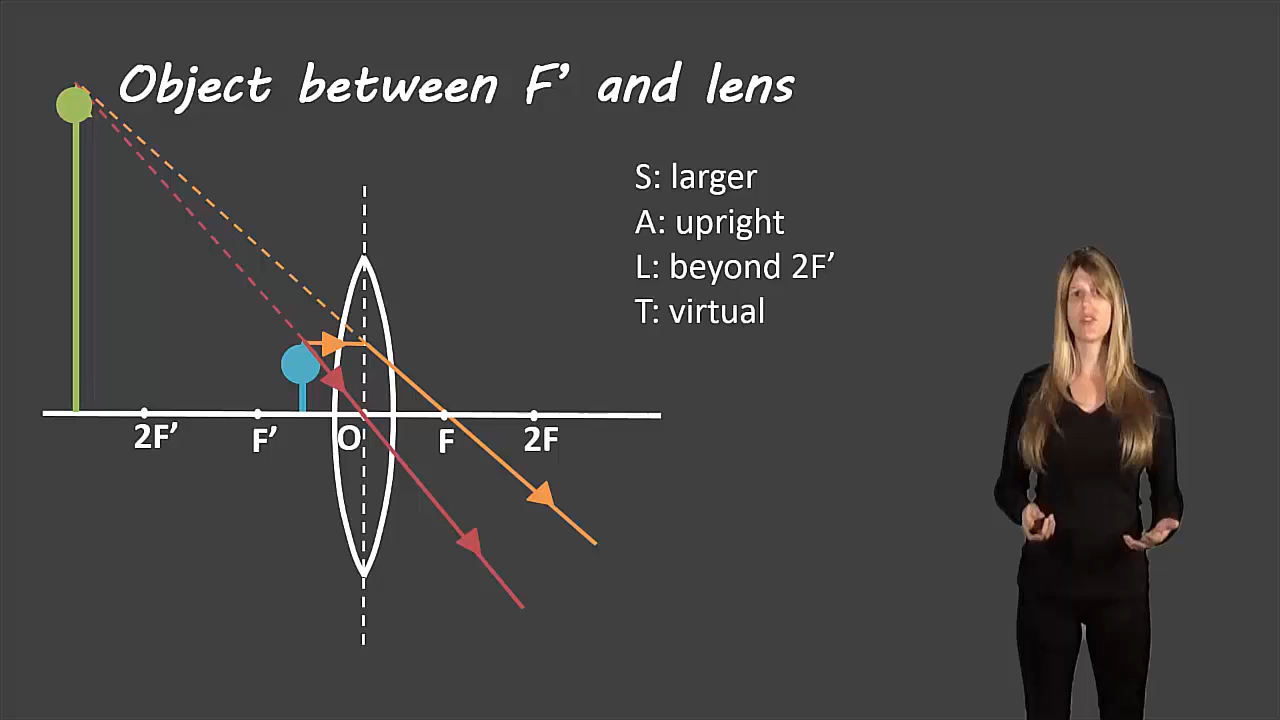 Object between F’ and lens
S: larger
A: upright
L: beyond 2F’
T: virtual
2F’ F’ O F 2F